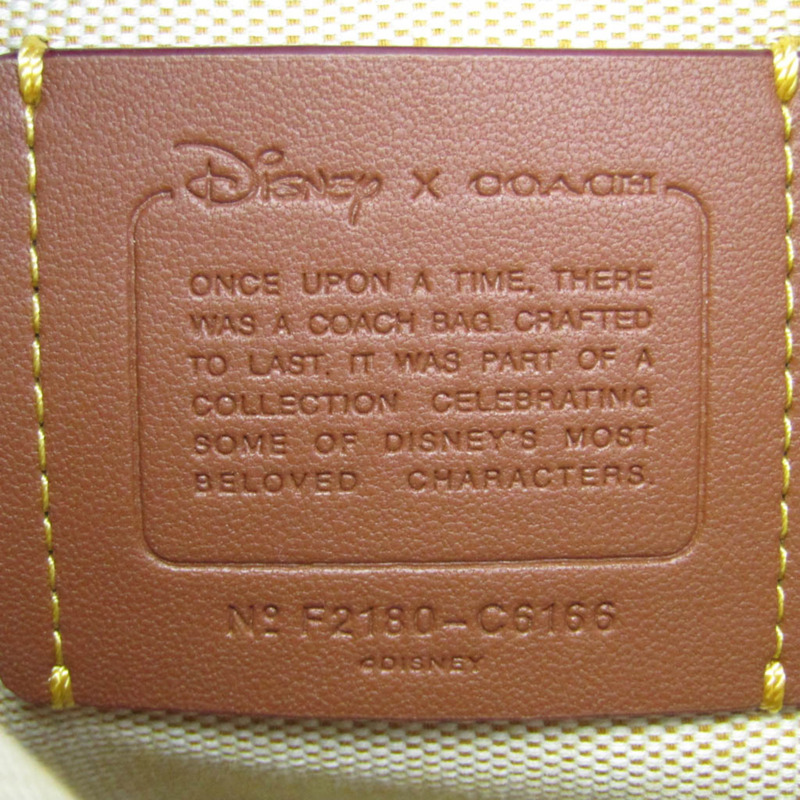 Disney X COACH
ONCE UPON A TIME, THERE
WAS A COACH BAG. CRAFTED
TO LAST, IT WAS PART OF A
COLLECTION CELEBRATING
SOME OF DISNEY'S MOST
BELOVED CHARACTERS.
Nº F2180-C6166
©DISNEY